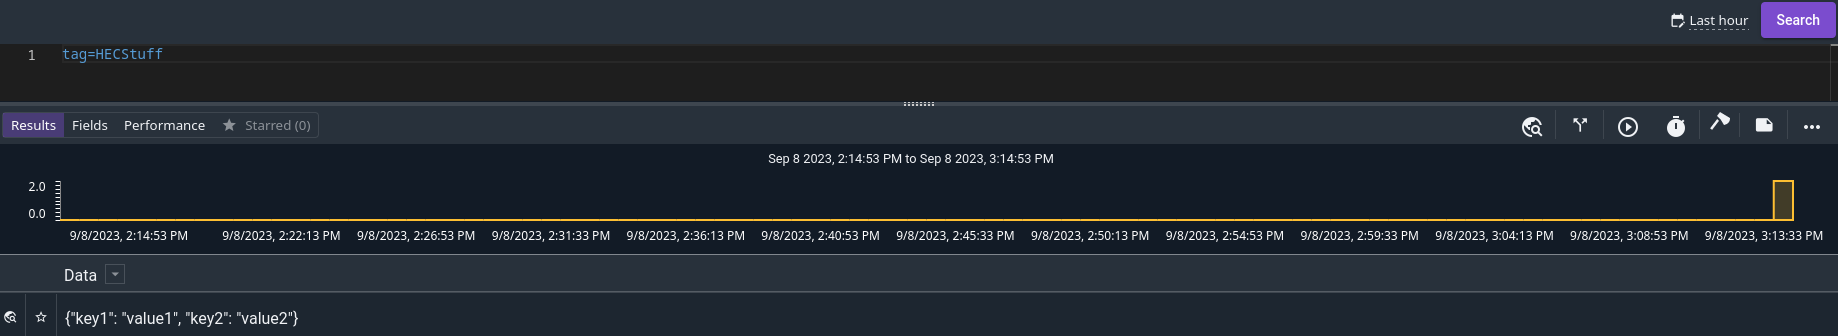 Last hour Search
1 tag=HECStuff
Results Fields Performance Starred (0)
Sep 8 2023, 2:14:53 PM to Sep 8 2023, 3:14:53 PM
2.0
0.0
9/8/2023, 2:14:53 PM 9/8/2023, 2:22:13 PM 9/8/2023, 2:26:53 PM 9/8/2023, 2:31:33 PM 9/8/2023, 2:36:13 PM 9/8/2023, 2:40:53 PM 9/8/2023, 2:45:33 PM 9/8/2023, 2:50:13 PM 9/8/2023, 2:54:53 PM 9/8/2023, 2:59:33 PM 9/8/2023, 3:04:13 PM 9/8/2023, 3:08:53 PM 9/8/2023, 3:13:33 PM
Data
{"key1": "value1", "key2": "value2"}